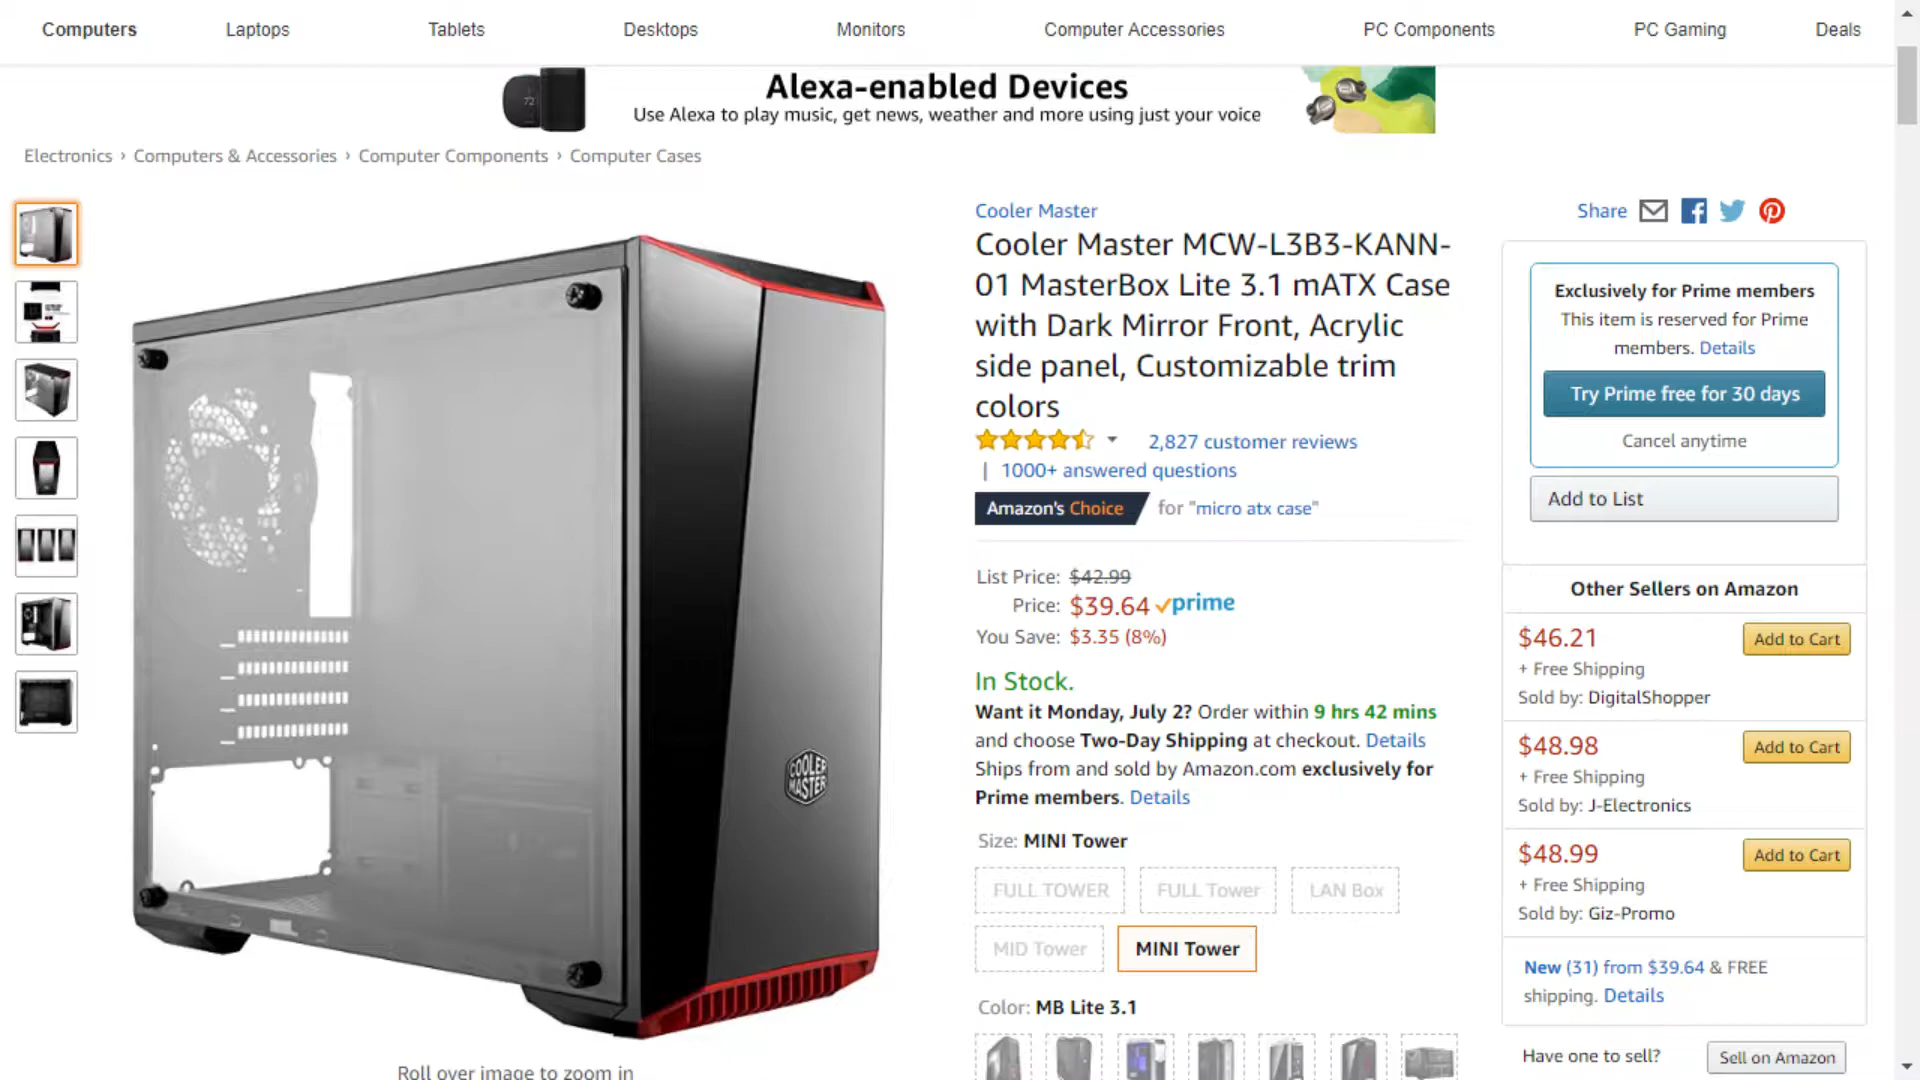 Computers Laptops Tablets Desktops Monitors Computer Accessories PC Components PC Gaming Deals
Alexa-enabled Devices
Use Alexa to play music, get news, weather and more using just your voice
72
Electronics › Computers & Accessories › Computer Components › Computer Cases
COOLER
MASTER
Roll over image to zoom in
Cooler Master
Cooler Master MCW-L3B3-KANN-
01 MasterBox Lite 3.1 mATX Case
with Dark Mirror Front, Acrylic
side panel, Customizable trim
colors
2,827 customer reviews
| 1000+ answered questions
Amazon's Choice for "micro atx case"
List Price: $42.99
Price: $39.64 prime
You Save: $3.35 (8%)
In Stock.
Want it Monday, July 2? Order within 9 hrs 42 mins
and choose Two-Day Shipping at checkout. Details
Ships from and sold by Amazon.com exclusively for
Prime members. Details
Size: MINI Tower
FULL TOWER FULL Tower LAN Box
MID Tower MINI Tower
Color: MB Lite 3.1
Share
Exclusively for Prime members
This item is reserved for Prime
members. Details
Try Prime free for 30 days
Cancel anytime
Add to List
Other Sellers on Amazon
$46.21 Add to Cart
+ Free Shipping
Sold by: DigitalShopper
$48.98 Add to Cart
+ Free Shipping
Sold by: J-Electronics
$48.99 Add to Cart
+ Free Shipping
Sold by: Giz-Promo
New (31) from $39.64 & FREE
shipping. Details
Have one to sell? Sell on Amazon